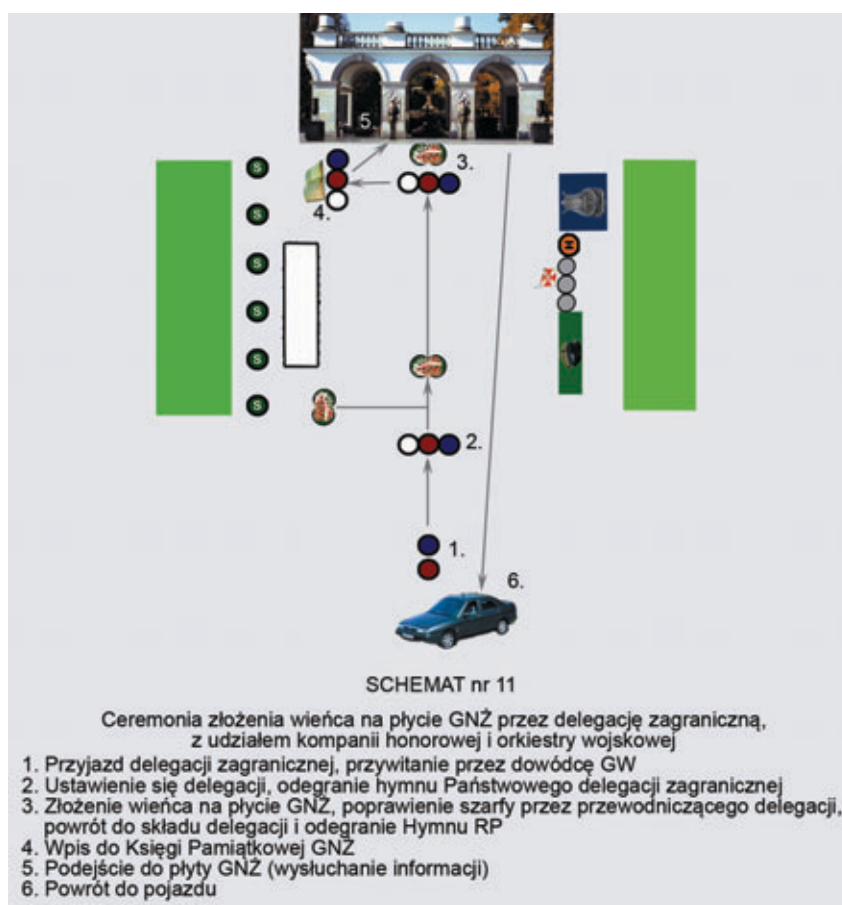 5.
3.
4.
S
S
S
S
S
S
H
2.
1.
6.
SCHEMAT nr 11
Ceremonia złożenia wieńca na płycie GNŻ przez delegację zagraniczną,
z udziałem kompanii honorowej i orkiestry wojskowej
1. Przyjazd delegacji zagranicznej, przywitanie przez dowódcę GW
2. Ustawienie się delegacji, odegranie hymnu Państwowego delegacji zagranicznej
3. Złożenie wieńca na płycie GNŻ, poprawienie szarfy przez przewodniczącego delegacji,
powrót do składu delegacji i odegranie Hymnu RP
4. Wpis do Księgi Pamiątkowej GNŻ
5. Podejście do płyty GNŻ (wysłuchanie informacji)
6. Powrót do pojazdu